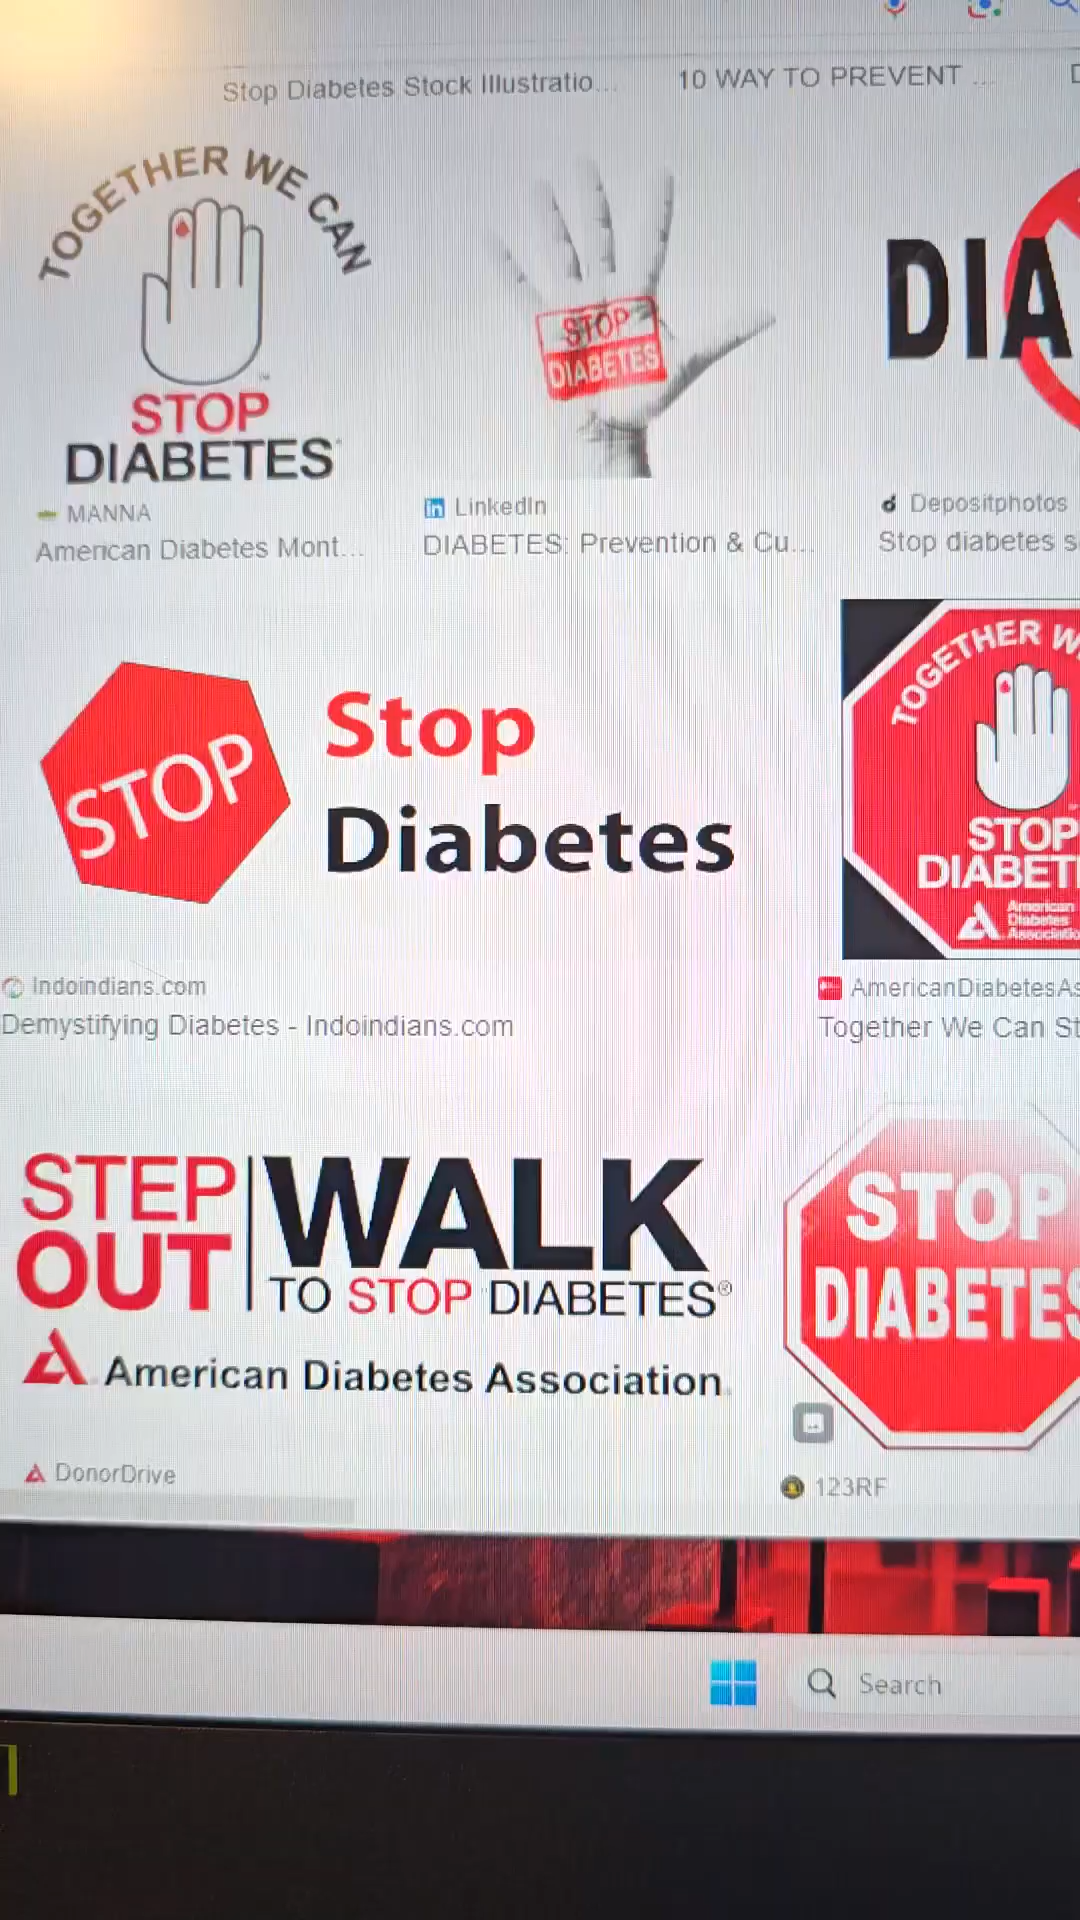 Stop Diabetes Stock Illustratio...
10 WAY TO PREVENT ...
TOGETHER WE CAN
STOP
DIABETES
MANNA
American Diabetes Mont...
STOP
DIABETES
LinkedIn
DIABETES: Prevention & Cu...
DIA
Depositphotos
Stop diabetes s
STOP
Stop
Diabetes
Indoindians.com
Demystifying Diabetes - Indoindians.com
TOGETHER W
STOP
DIABET
American
Diabetes
Associatio
AmericanDiabetesAs
Together We Can St
STEP
OUT
WALK
TO STOP DIABETES®
American Diabetes Association
DonorDrive
STOP
DIABETES
123RF
Search